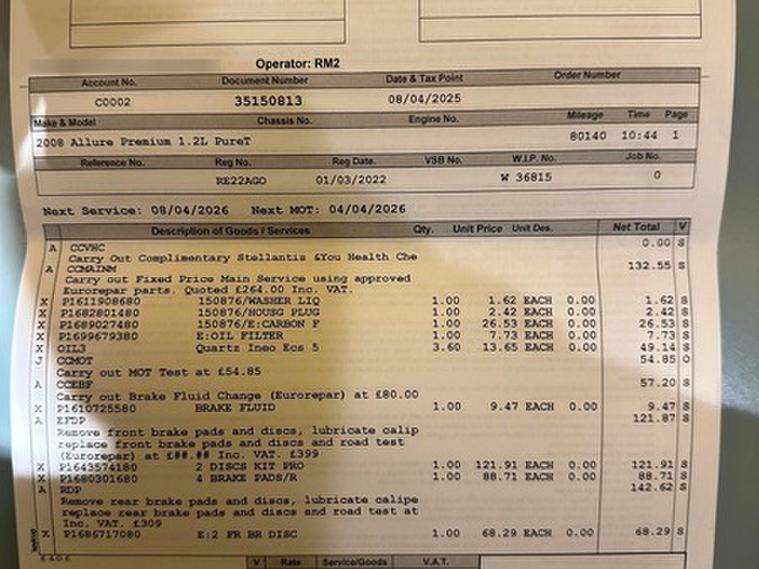 Operator: RM2
Account No. Document Number Date & Tax Point Order Number
C0002 35150813 08/04/2025
Make & Model Chassis No. Engine No. Mileage Time Page
2008 Allure Premium 1.2L PureT 80140 10:44 1
Reference No. Reg No. Reg Date. VSB No. W.I.P. No. Job No.
RE22AGO 01/03/2022 W 36815 0
Next Service: 08/04/2026 Next MOT: 04/04/2026
Description of Goods / Services Qty. Unit Price Unit Des. Net Total V
A CCVHC 0.00 S
Carry Out Complimentary Stellantis &You Health Che
A CCMAINM 132.55 S
Carry out Fixed Price Main Service using approved
Eurorepar parts. Quoted £264.00 Inc. VAT.
X P1611908680 150876/WASHER LIQ 1.00 1.62 EACH 0.00 1.62 S
X P1682801480 150876/HOUSG PLUG 1.00 2.42 EACH 0.00 2.42 S
X P1689027480 150876/E:CARBON F 1.00 26.53 EACH 0.00 26.53 S
X P1699679380 E:OIL FILTER 1.00 7.73 EACH 0.00 7.73 S
X OIL3 Quartz Ineo Ecs 5 3.60 13.65 EACH 0.00 49.14 S
J CCMOT 54.85 O
Carry out MOT Test at £54.85
A CCEBF 57.20 S
Carry out Brake Fluid Change (Eurorepar) at £80.00
X P1610725580 BRAKE FLUID 1.00 9.47 EACH 0.00 9.47 S
A EFDP 121.87 S
Remove front brake pads and discs, lubricate calip
replace front brake pads and discs and road test
(Eurorepar) at £##.## Inc. VAT. £399
X P1643574180 2 DISCS KIT PRO 1.00 121.91 EACH 0.00 121.91 S
X P1680301680 4 BRAKE PADS/R 1.00 88.71 EACH 0.00 88.71 S
A RDP 142.62 S
Remove rear brake pads and discs, lubricate calipe
replace rear brake pads and discs and road test at
Inc. VAT. £309
X P1686717080 E:2 FR BR DISC 1.00 68.29 EACH 0.00 68.29 S
E & O E
V Rate Service/Goods V.A.T.